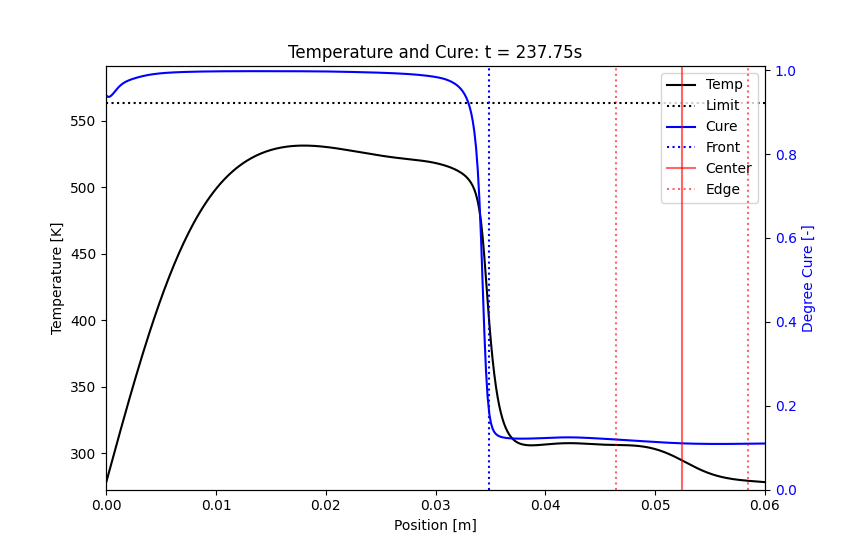 Temperature and Cure: t = 237.75s
Temperature [K]
550
500
450
400
350
300
Temp
Limit
Cure
Front
Center
Edge
1.0
0.8
0.6
0.4
0.2
0.0
Degree Cure [-]
0.00 0.01 0.02 0.03 0.04 0.05 0.06
Position [m]